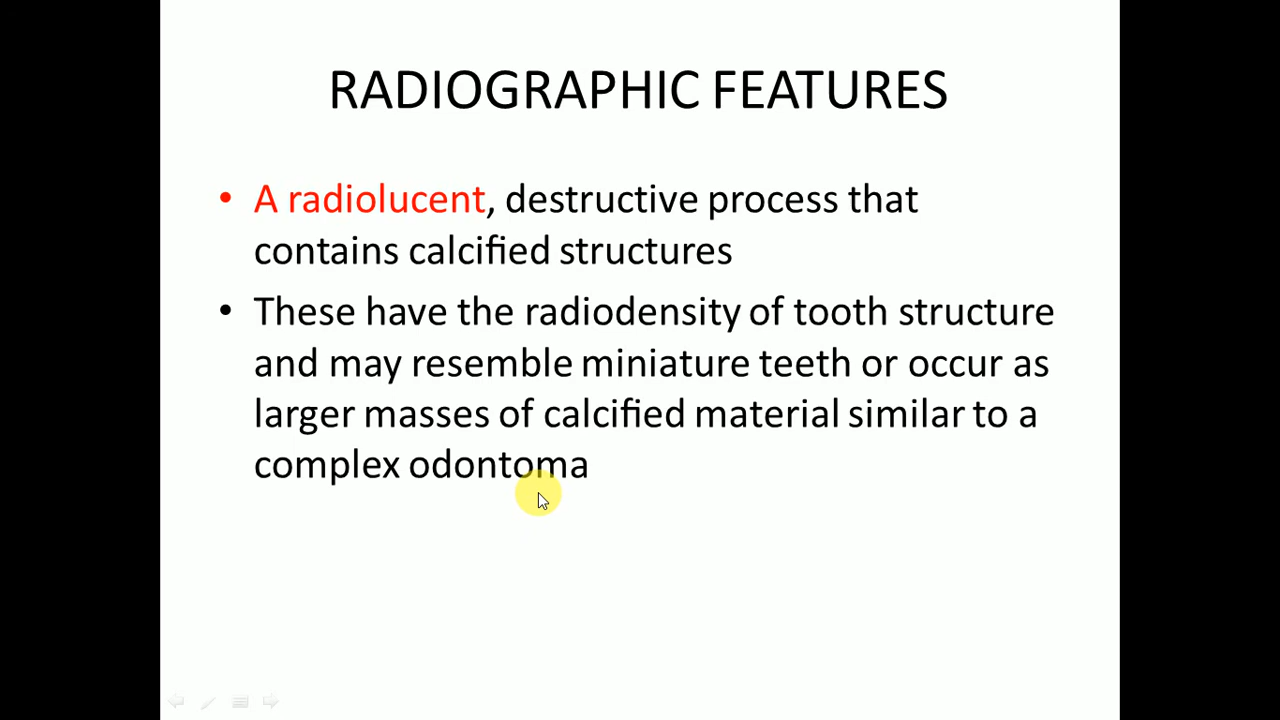 RADIOGRAPHIC FEATURES
• A radiolucent, destructive process that
contains calcified structures
• These have the radiodensity of tooth structure
and may resemble miniature teeth or occur as
larger masses of calcified material similar to a
complex odontoma